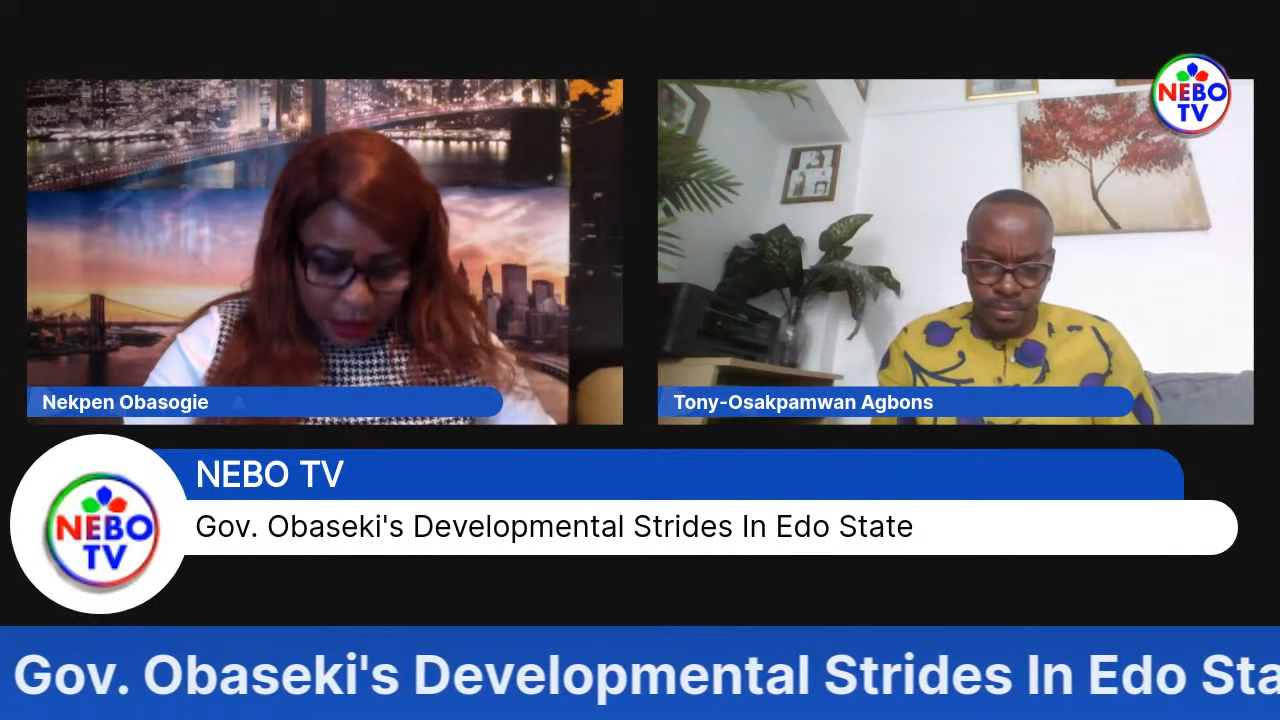 NEBO
TV
Nekpen Obasogie
Tony-Osakpamwan Agbons
NEBO
TV
NEBO TV
Gov. Obaseki's Developmental Strides In Edo State
Gov. Obaseki's Developmental Strides In Edo Sta